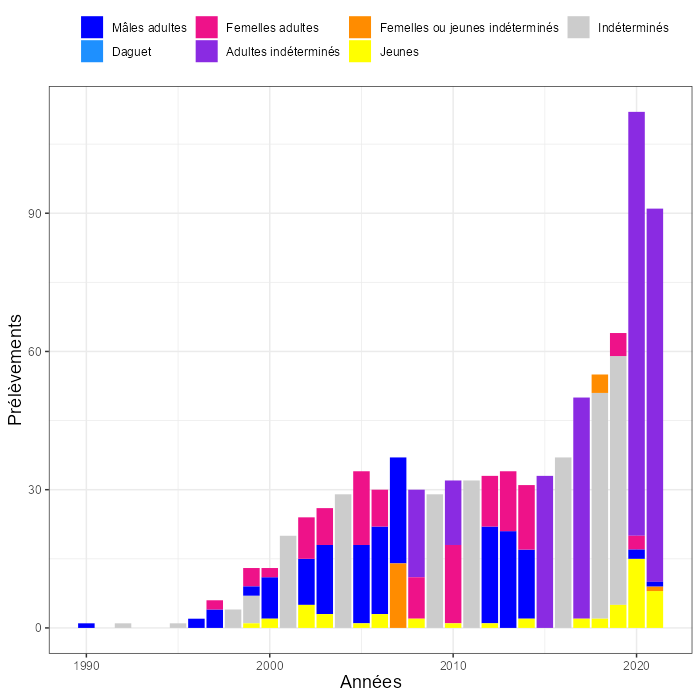 Mâles adultes Femelles adultes Femelles ou jeunes indéterminés Indéterminés
Daguet Adultes indéterminés Jeunes
Prélèvements
90
60
30
0
1990 2000 2010 2020
Années